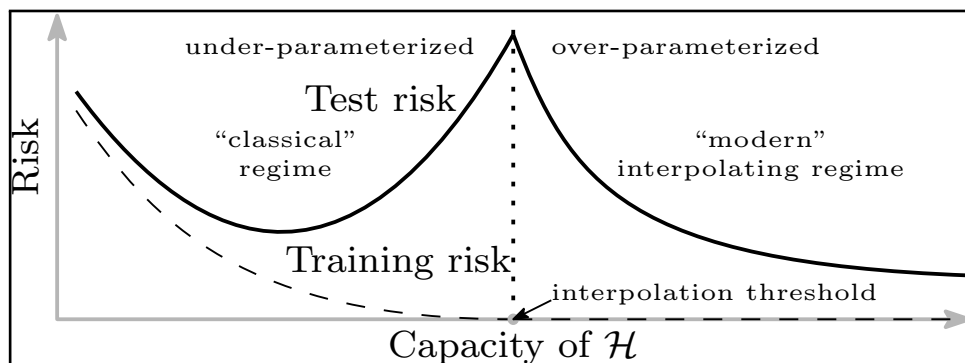 under-parameterized
over-parameterized
Test risk
“classical”
regime
“modern”
interpolating regime
Risk
Training risk
interpolation threshold
Capacity of ℋ